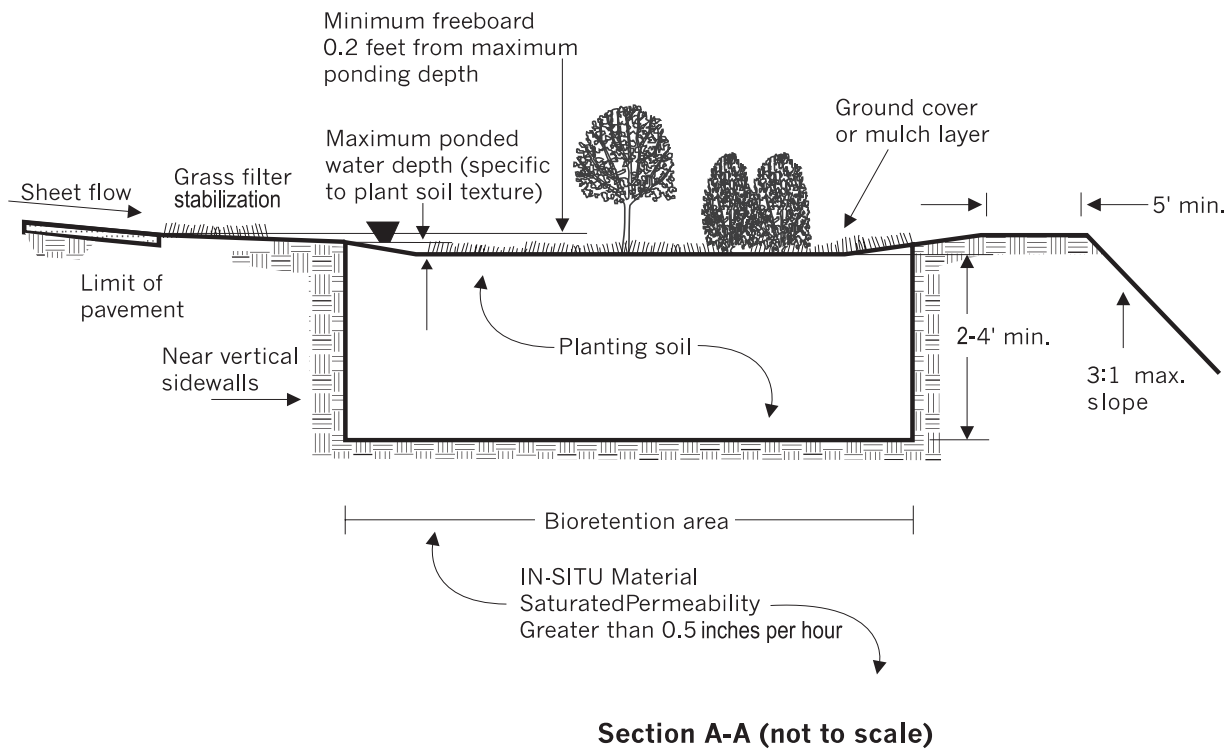 Minimum freeboard
0.2 feet from maximum
ponding depth
Maximum ponded
water depth (specific
to plant soil texture)
Ground cover
or mulch layer
Sheet flow
Grass filter
stabilization
5' min.
Limit of
pavement
Near vertical
sidewalls
Planting soil
2-4' min.
3:1 max.
slope
Bioretention area
IN-SITU Material
SaturatedPermeability
Greater than 0.5 inches per hour
Section A-A (not to scale)